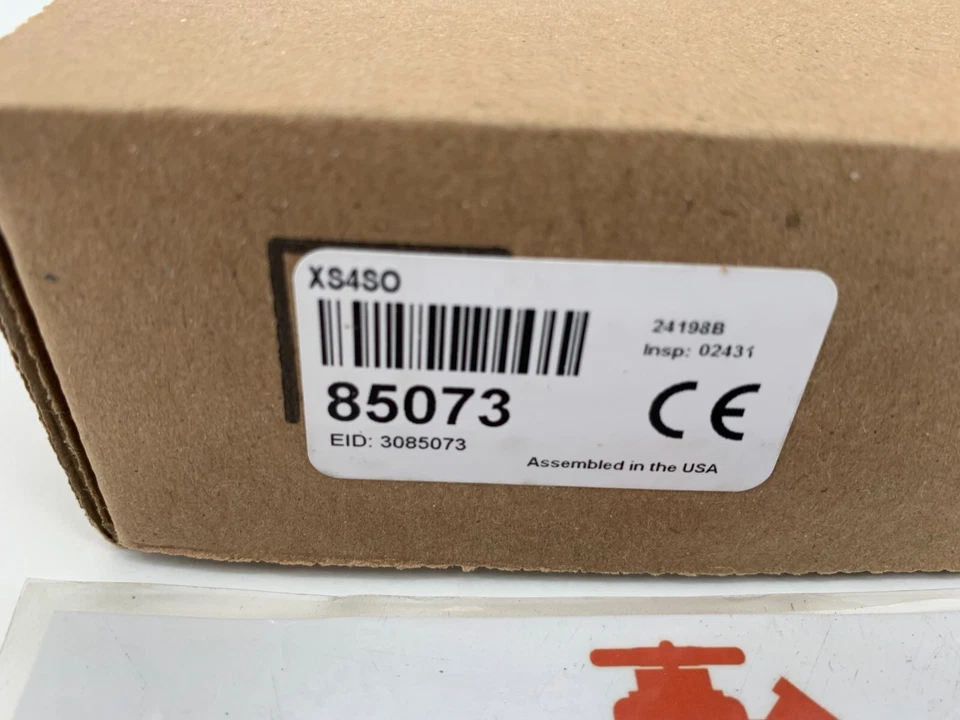 XS4SO
24198B
Insp: 02431
85073
EID: 3085073
CE
Assembled in the USA